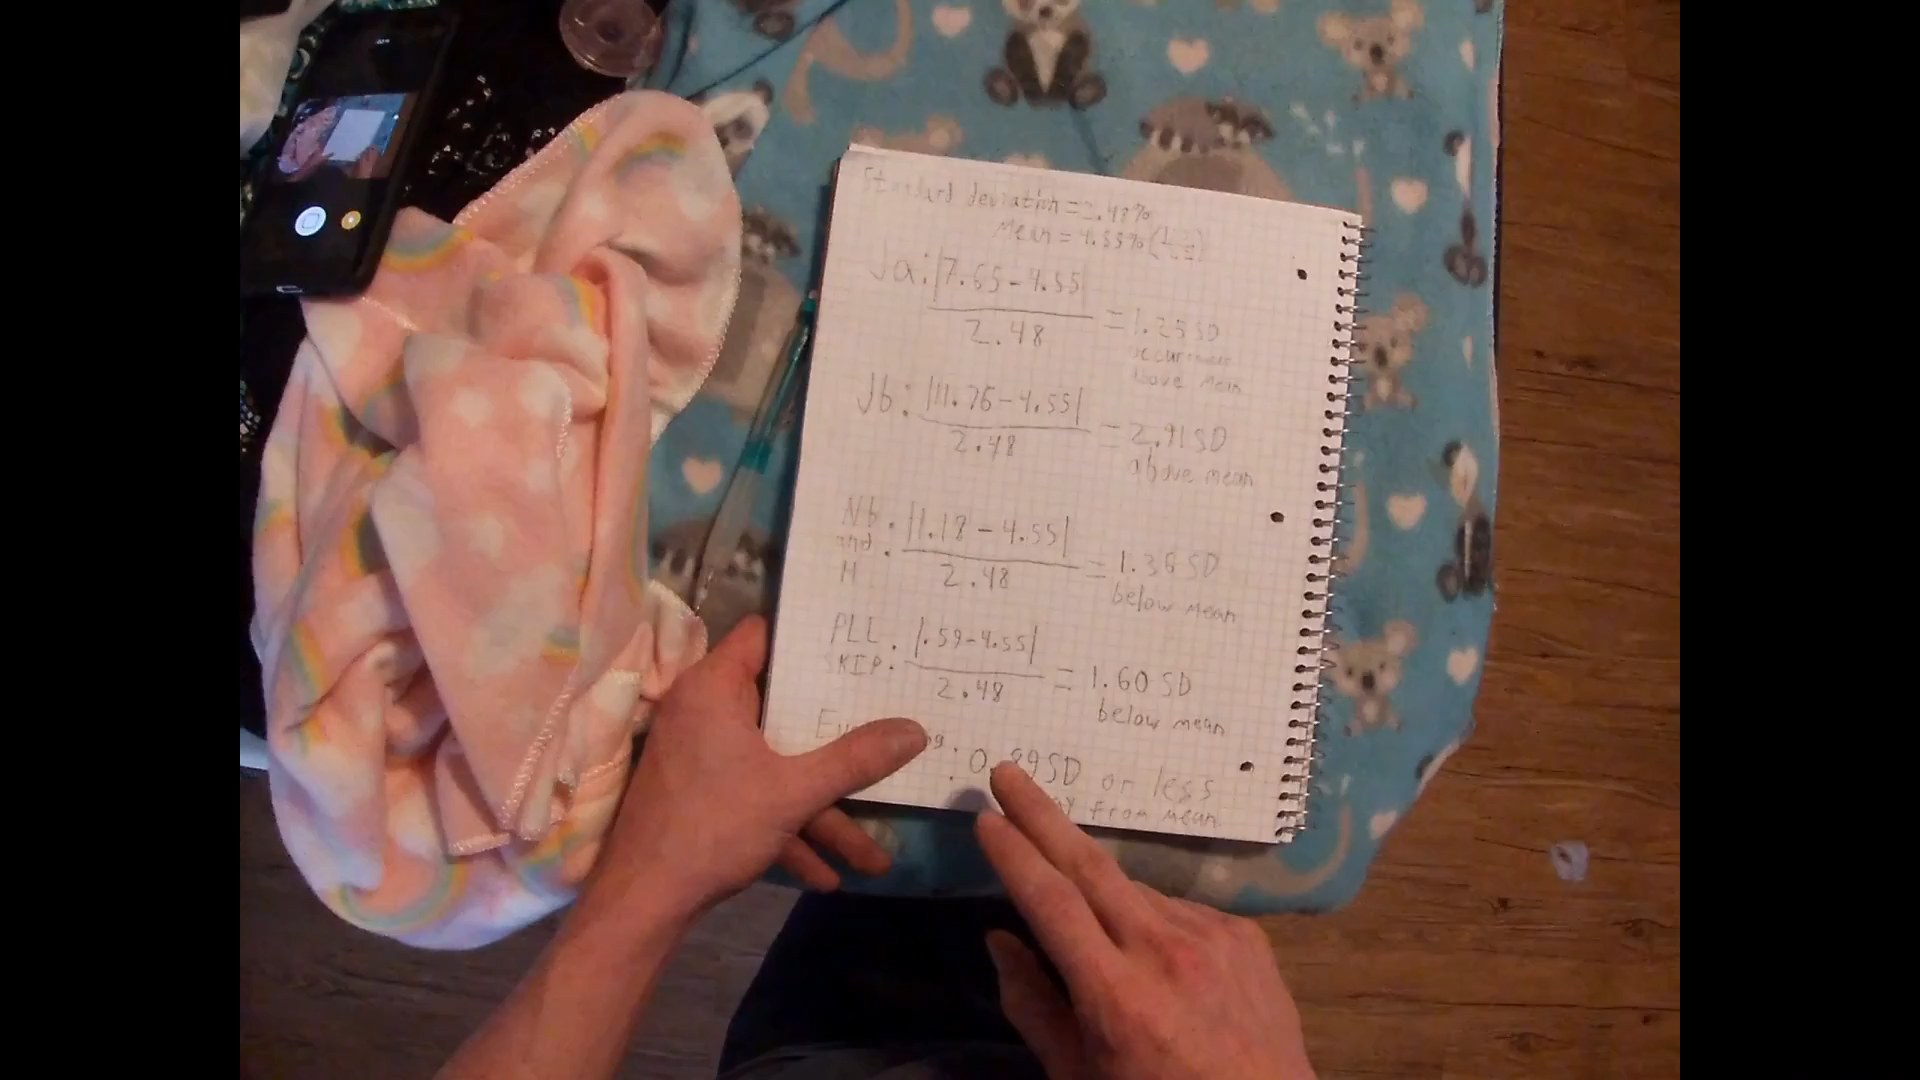 Standard deviation = 2.48%
Mean = 4.55%
Ja: |7.65-4.55|
2.48
= 1.25 SD
occurrences
above mean
Jb: |11.76-4.55|
2.48
= 2.91 SD
above mean
Nb and H: |1.18-4.55|
2.48
= 1.36 SD
below mean
PLL SKIP: |.59-4.55|
2.48
= 1.60 SD
below mean
: 0.89 SD or less
from mean